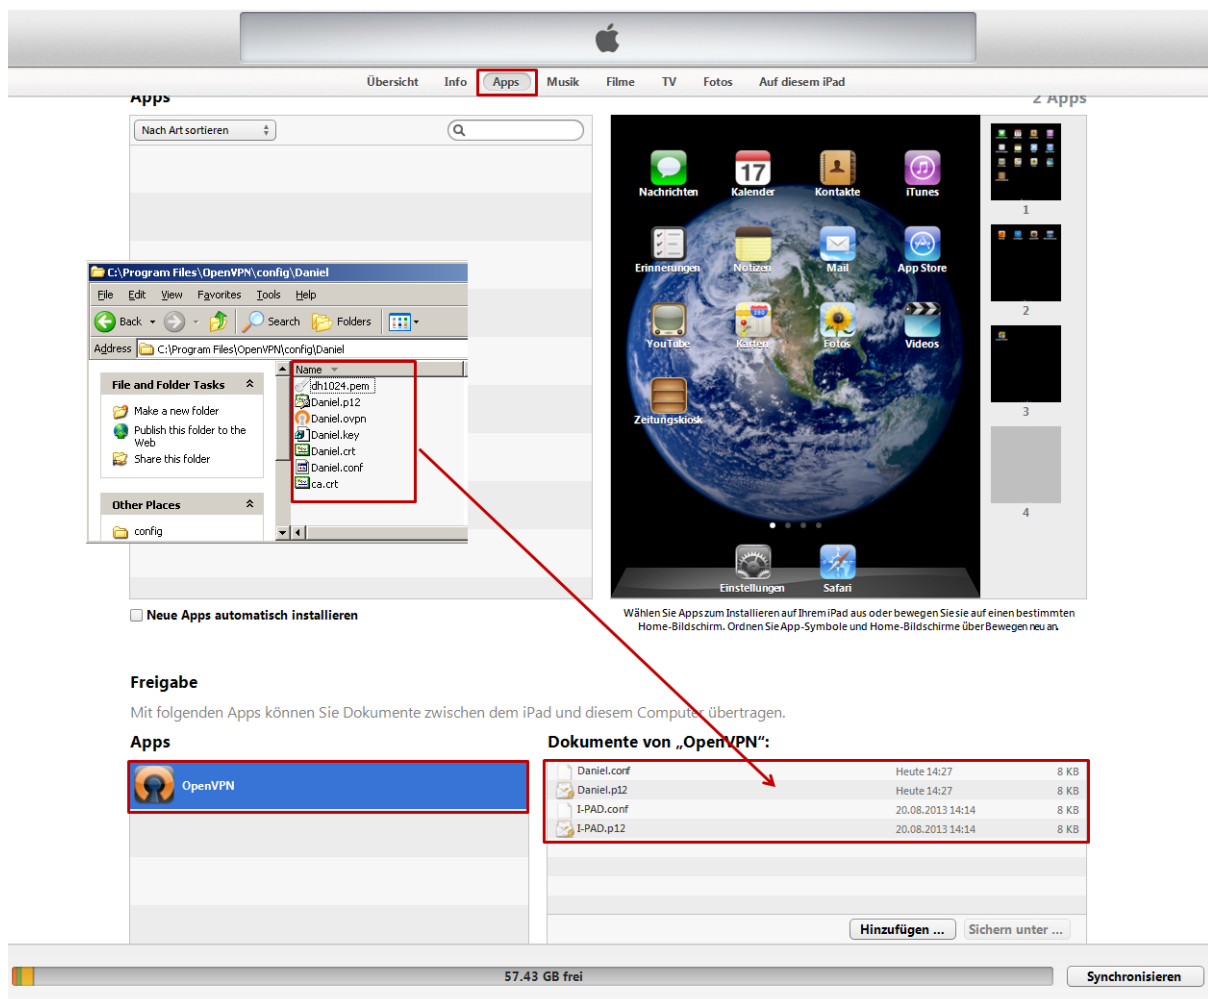 Übersicht Info Apps Musik Filme TV Fotos Auf diesem iPad
Apps 2 Apps
Nach Art sortieren
17
Nachrichten Kalender Kontakte iTunes
1
Erinnerungen Notizen Mail App Store
2
YouTube Karten Fotos Videos
3
Zeitungskiosk
4
Einstellungen Safari
C:\Program Files\OpenVPN\config\Daniel
File Edit View Favorites Tools Help
Back Search Folders
Address C:\Program Files\OpenVPN\config\Daniel
Name
File and Folder Tasks
Make a new folder
Publish this folder to the
Web
Share this folder
Other Places
config
dh1024.pem
Daniel.p12
Daniel.ovpn
Daniel.key
Daniel.crt
Daniel.conf
ca.crt
Neue Apps automatisch installieren
Wählen Sie Apps zum Installieren auf Ihrem iPad aus oder bewegen Sie sie auf einen bestimmten
Home-Bildschirm. Ordnen Sie App-Symbole und Home-Bildschirme über Bewegen neu an.
Freigabe
Mit folgenden Apps können Sie Dokumente zwischen dem iPad und diesem Computer übertragen.
Apps
OpenVPN
Dokumente von „OpenVPN“:
Daniel.conf Heute 14:27 8 KB
Daniel.p12 Heute 14:27 8 KB
I-PAD.conf 20.08.2013 14:14 8 KB
I-PAD.p12 20.08.2013 14:14 8 KB
Hinzufügen ... Sichern unter ...
57.43 GB frei
Synchronisieren